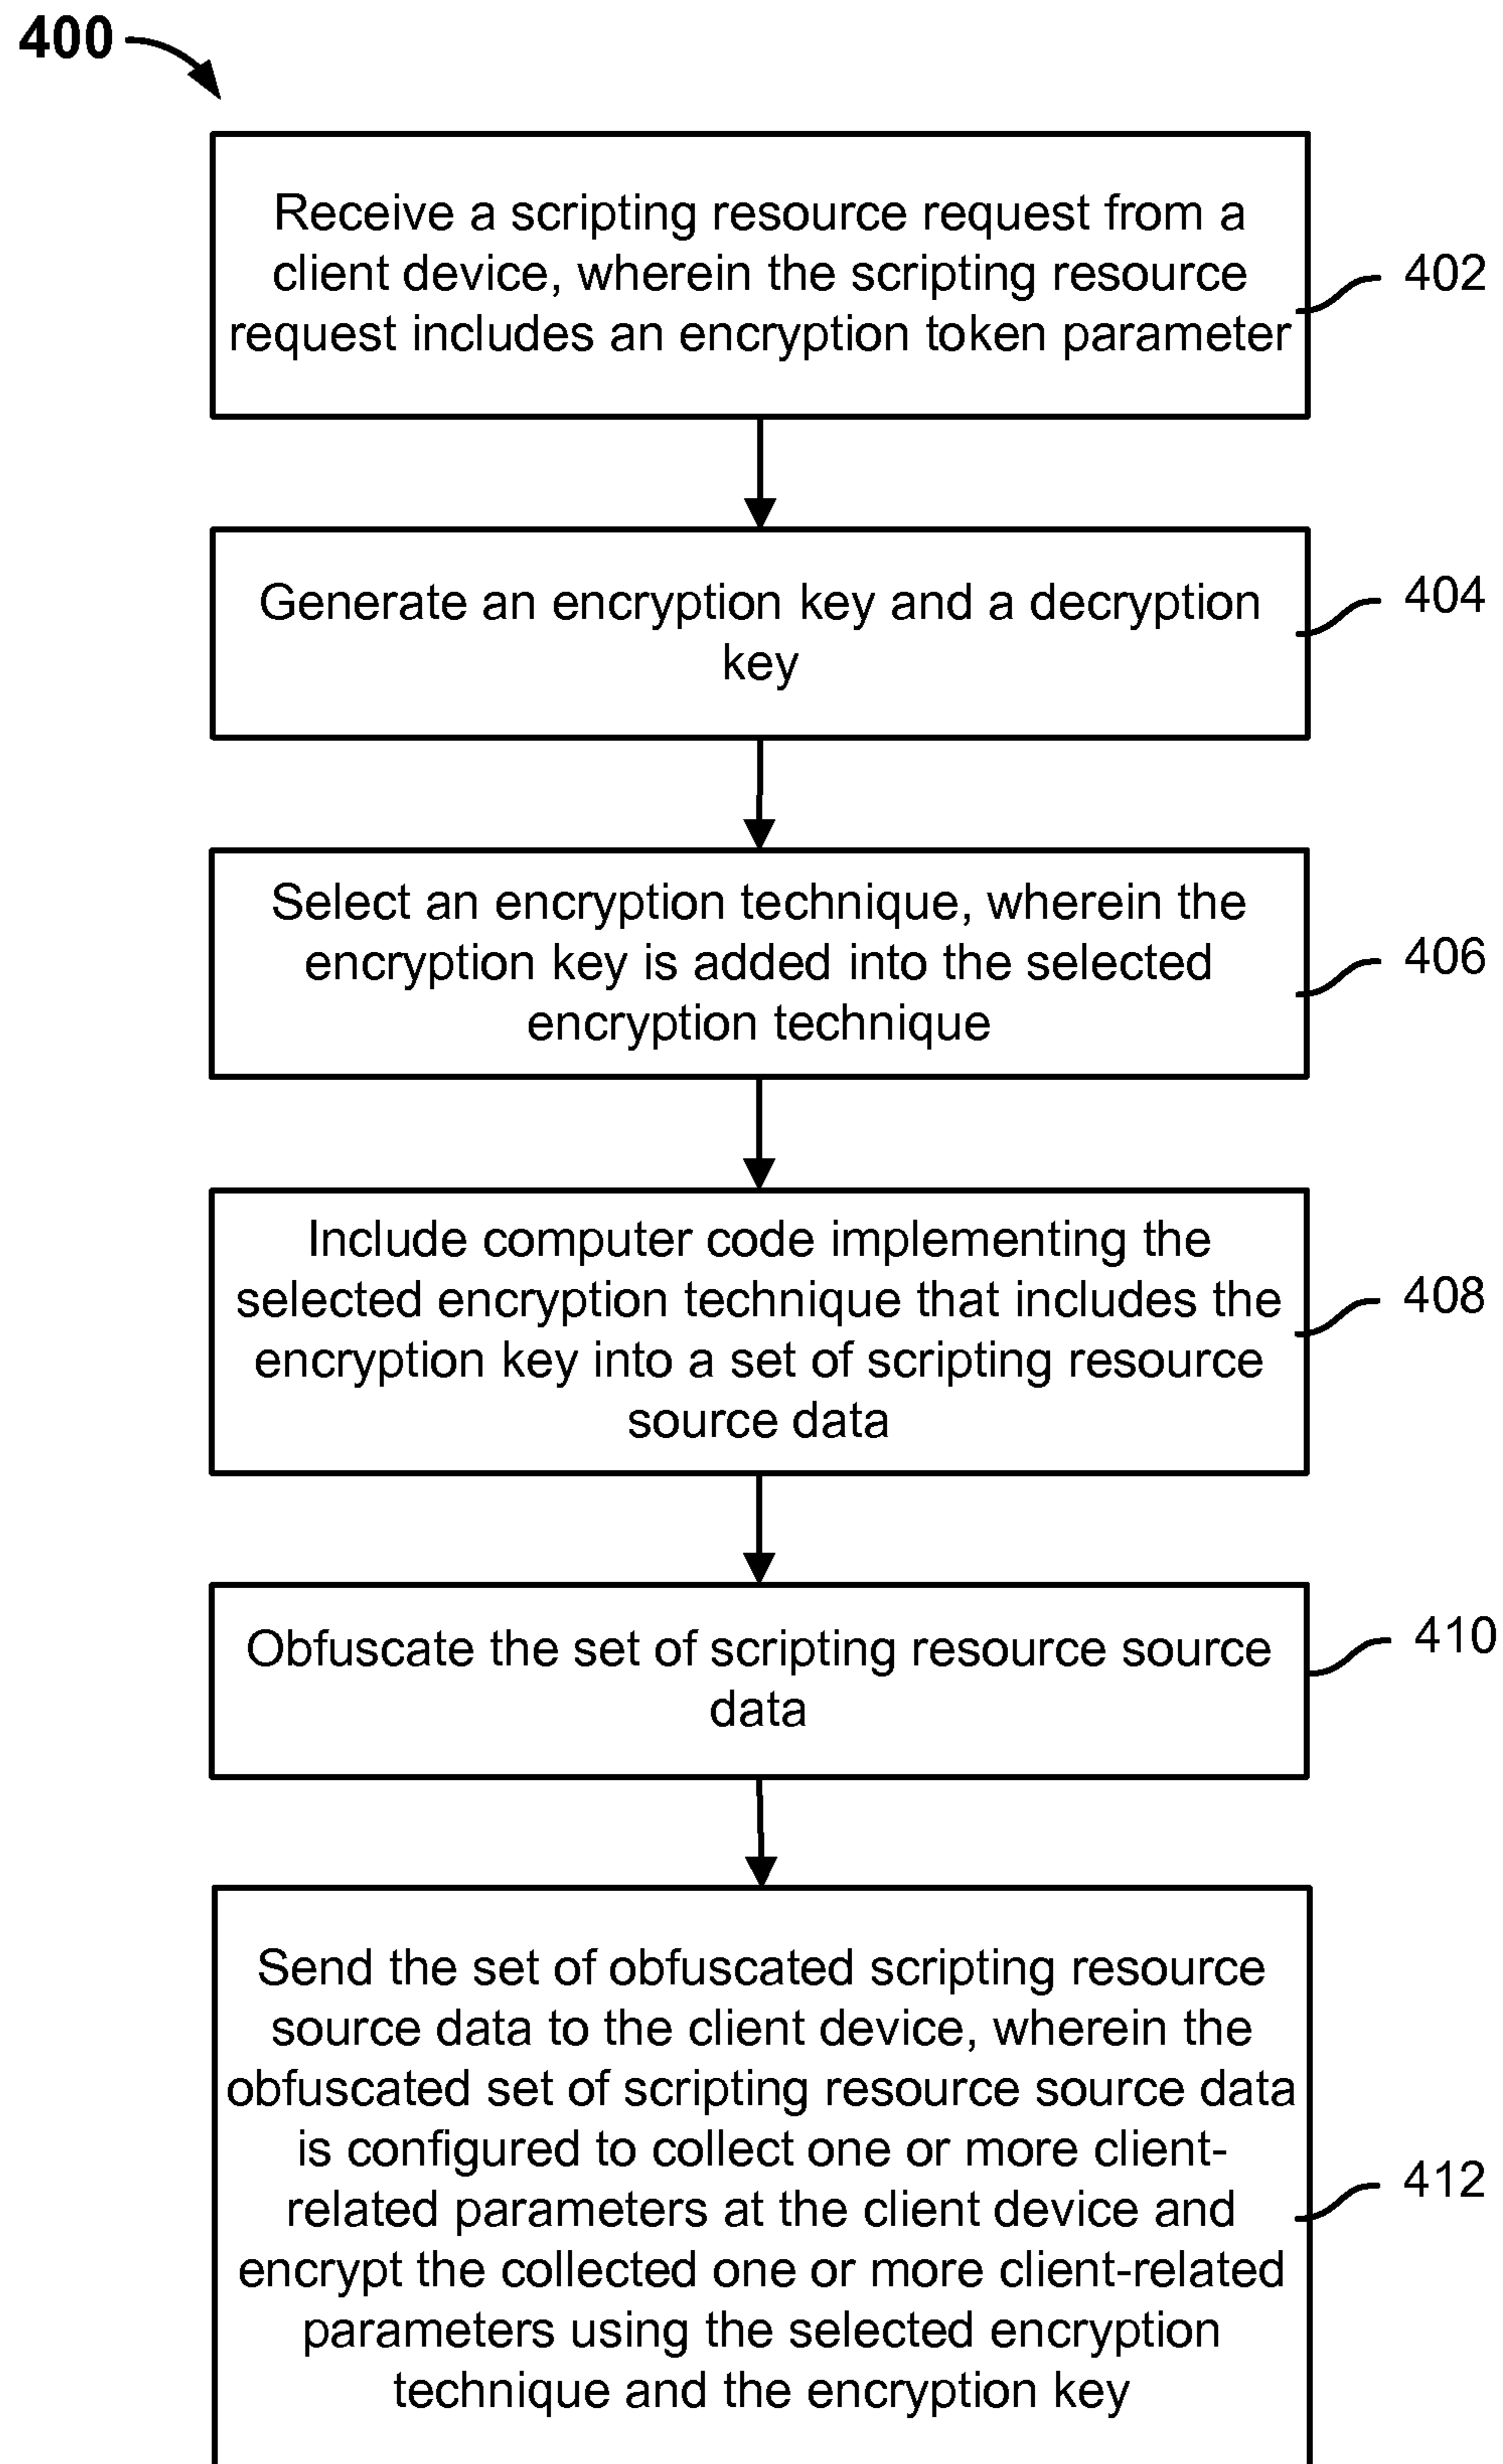 400
Receive a scripting resource request from a
client device, wherein the scripting resource
request includes an encryption token parameter
402
Generate an encryption key and a decryption
key
404
Select an encryption technique, wherein the
encryption key is added into the selected
encryption technique
406
Include computer code implementing the
selected encryption technique that includes the
encryption key into a set of scripting resource
source data
408
Obfuscate the set of scripting resource source
data
410
Send the set of obfuscated scripting resource
source data to the client device, wherein the
obfuscated set of scripting resource source data
is configured to collect one or more client-
related parameters at the client device and
encrypt the collected one or more client-related
parameters using the selected encryption
technique and the encryption key
412